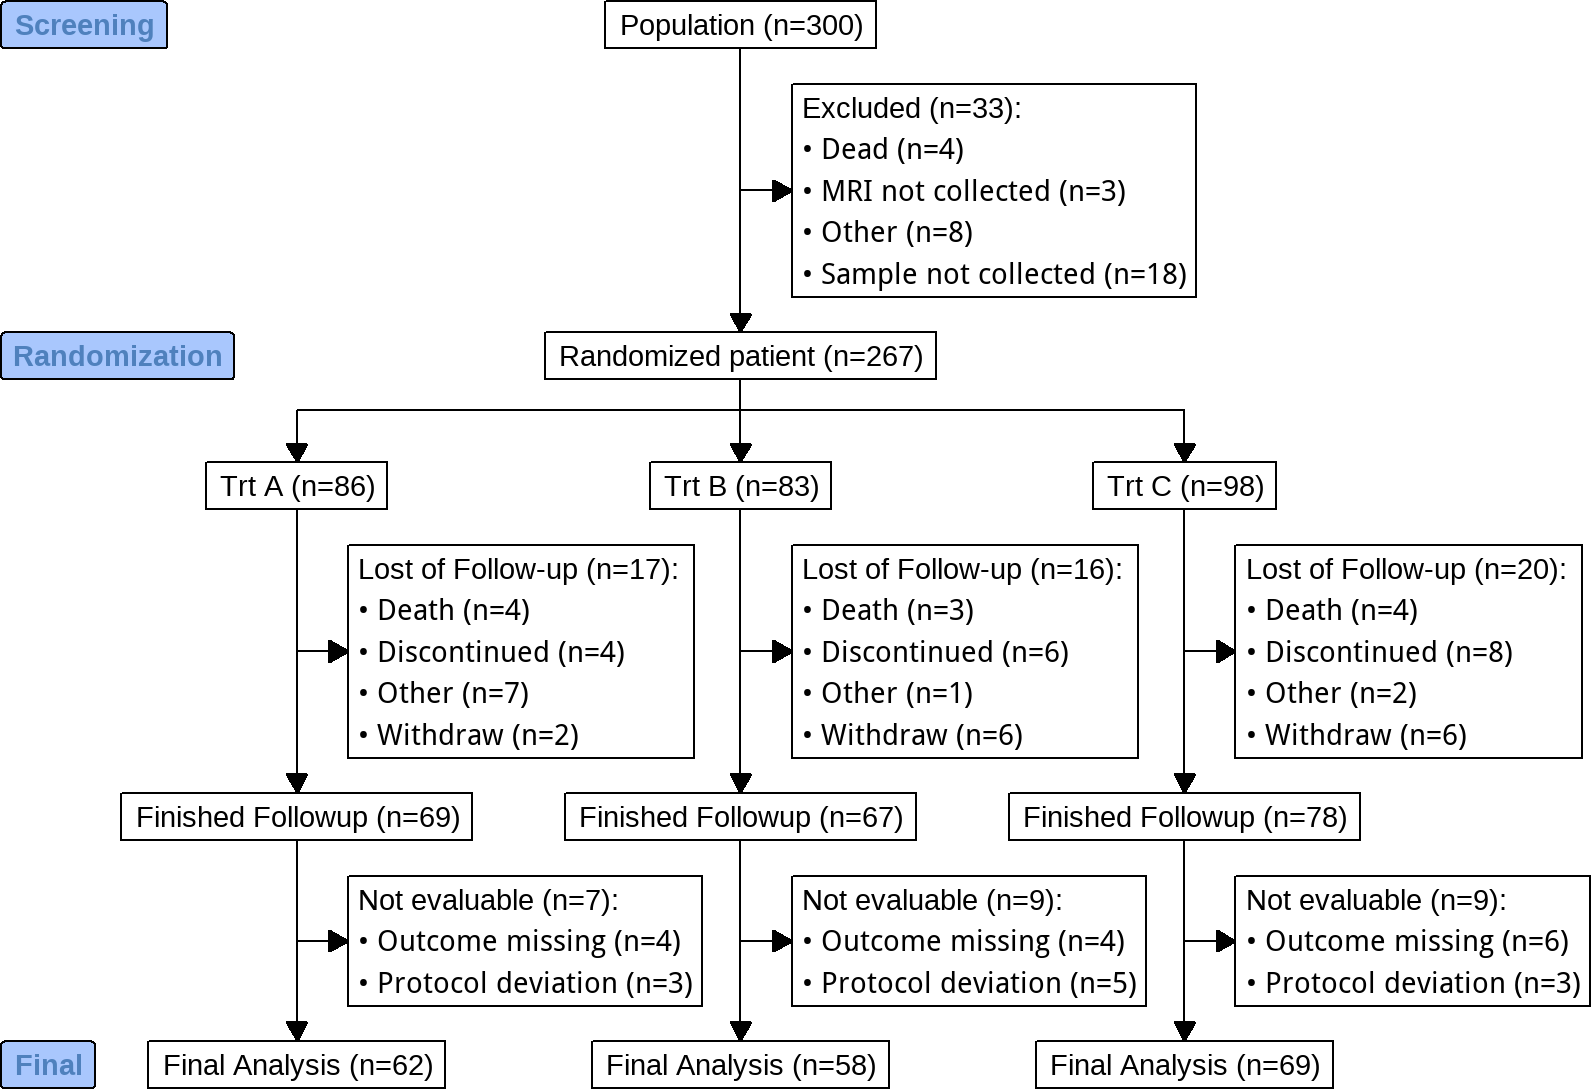 Screening
Population (n=300)
Excluded (n=33):
• Dead (n=4)
• MRI not collected (n=3)
• Other (n=8)
• Sample not collected (n=18)
Randomization
Randomized patient (n=267)
Trt A (n=86)
Trt B (n=83)
Trt C (n=98)
Lost of Follow-up (n=17):
• Death (n=4)
• Discontinued (n=4)
• Other (n=7)
• Withdraw (n=2)
Lost of Follow-up (n=16):
• Death (n=3)
• Discontinued (n=6)
• Other (n=1)
• Withdraw (n=6)
Lost of Follow-up (n=20):
• Death (n=4)
• Discontinued (n=8)
• Other (n=2)
• Withdraw (n=6)
Finished Followup (n=69)
Finished Followup (n=67)
Finished Followup (n=78)
Not evaluable (n=7):
• Outcome missing (n=4)
• Protocol deviation (n=3)
Not evaluable (n=9):
• Outcome missing (n=4)
• Protocol deviation (n=5)
Not evaluable (n=9):
• Outcome missing (n=6)
• Protocol deviation (n=3)
Final
Final Analysis (n=62)
Final Analysis (n=58)
Final Analysis (n=69)